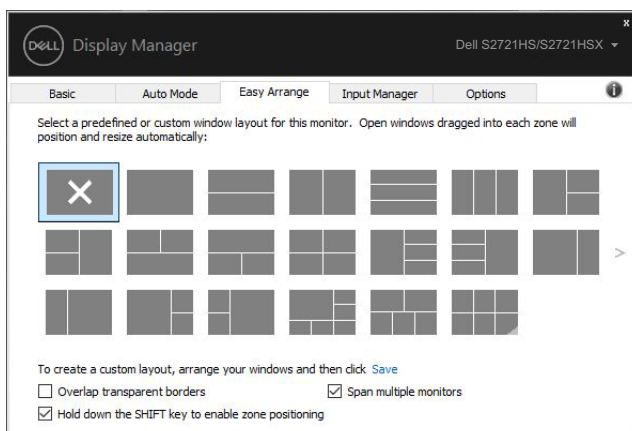 x
DELL Display Manager
Dell S2721HS/S2721HSX
Basic
Auto Mode
Easy Arrange
Input Manager
Options
Select a predefined or custom window layout for this monitor. Open windows dragged into each zone will
position and resize automatically:
To create a custom layout, arrange your windows and then click Save
Overlap transparent borders
Span multiple monitors
Hold down the SHIFT key to enable zone positioning